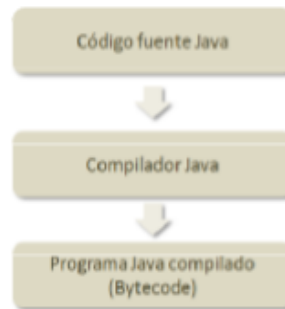 Código fuente Java
Compilador Java
Programa Java compilado
(Bytecode)